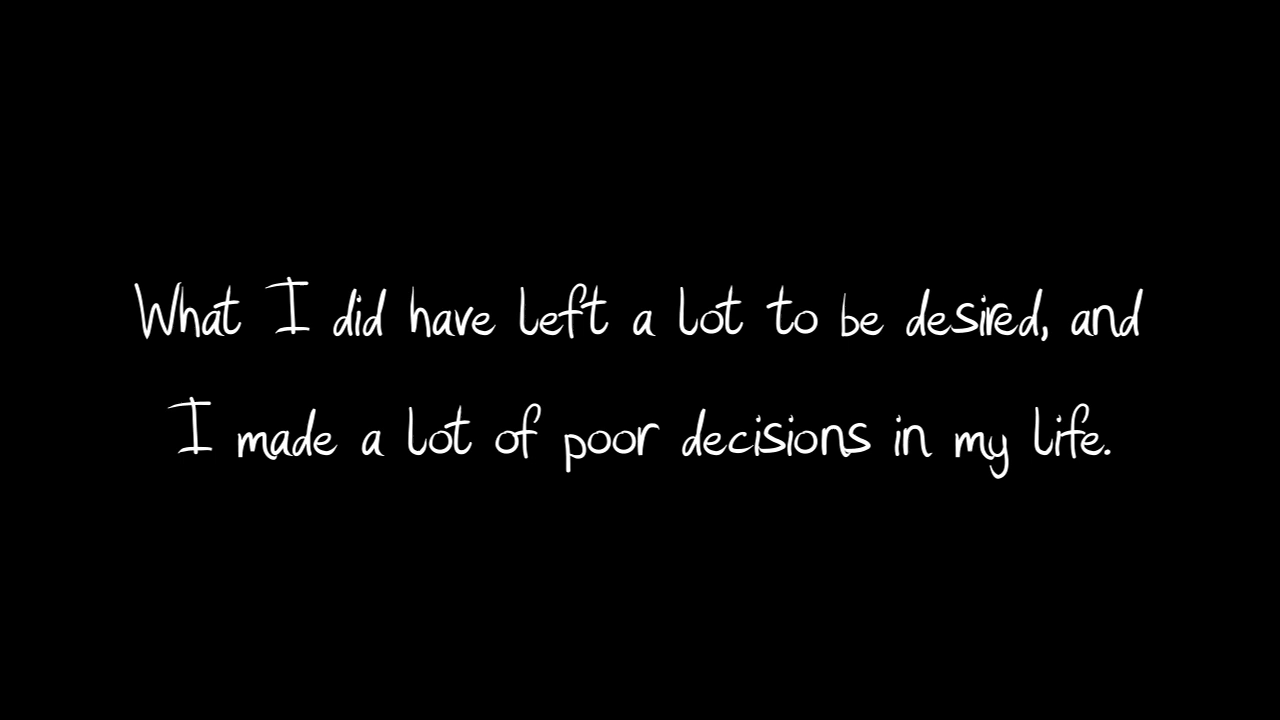 What I did have left a lot to be desired, and
I made a lot of poor decisions in my life.